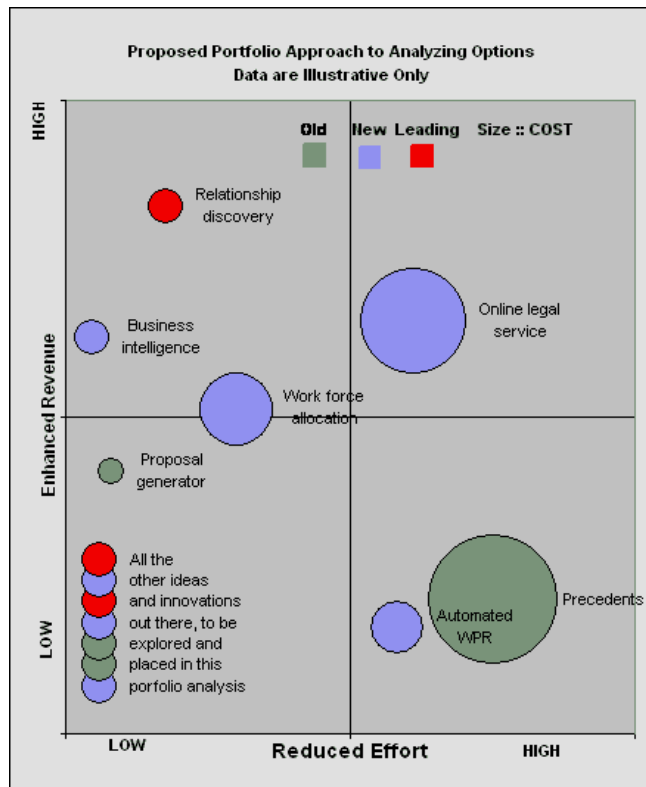 Proposed Portfolio Approach to Analyzing Options
Data are Illustrative Only
HIGH
Old New Leading Size :: COST
Relationship
discovery
Online legal
service
Business
intelligence
Work force
allocation
Enhanced Revenue
Proposal
generator
All the
other ideas
and innovations
out there, to be
explored and
placed in this
porfolio analysis
Precedents
Automated
WPR
LOW
LOW
Reduced Effort
HIGH